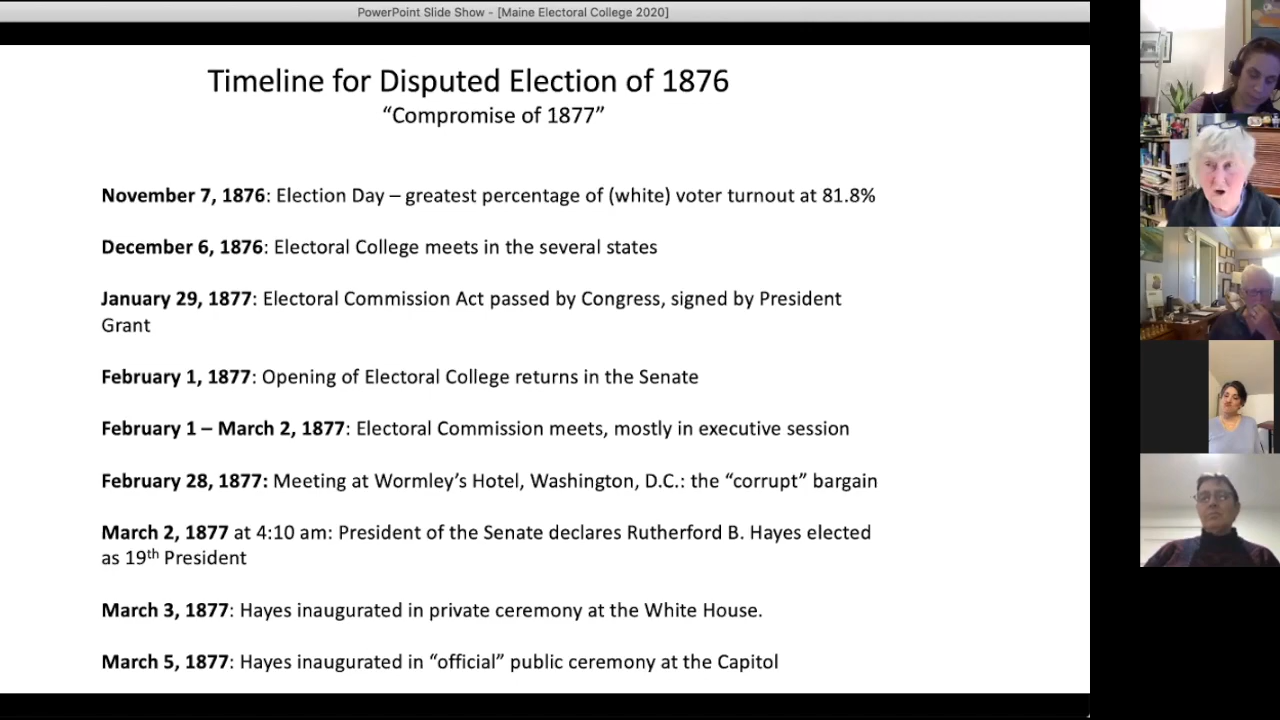 PowerPoint Slide Show - [Maine Electoral College 2020]
Timeline for Disputed Election of 1876
“Compromise of 1877”
November 7, 1876: Election Day – greatest percentage of (white) voter turnout at 81.8%
December 6, 1876: Electoral College meets in the several states
January 29, 1877: Electoral Commission Act passed by Congress, signed by President
Grant
February 1, 1877: Opening of Electoral College returns in the Senate
February 1 – March 2, 1877: Electoral Commission meets, mostly in executive session
February 28, 1877: Meeting at Wormley’s Hotel, Washington, D.C.: the “corrupt” bargain
March 2, 1877 at 4:10 am: President of the Senate declares Rutherford B. Hayes elected
as 19th President
March 3, 1877: Hayes inaugurated in private ceremony at the White House.
March 5, 1877: Hayes inaugurated in “official” public ceremony at the Capitol